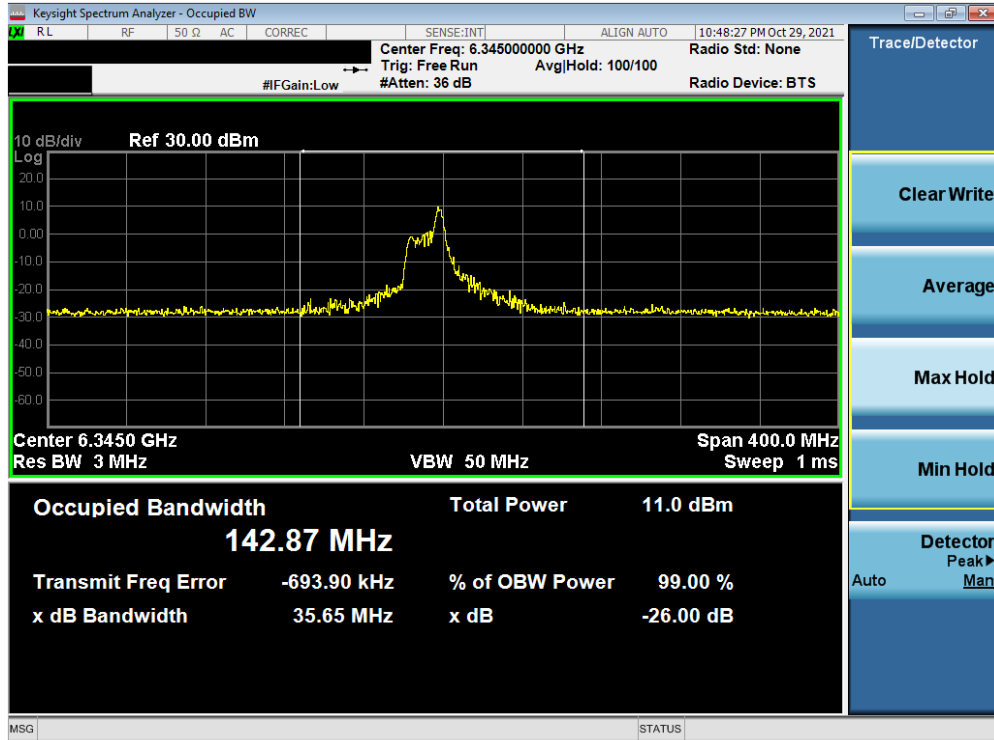 Keysight Spectrum Analyzer - Occupied BW
LXI RL RF 50 Ω AC CORREC SENSE:INT ALIGN AUTO 10:48:27 PM Oct 29, 2021
Center Freq: 6.345000000 GHz Radio Std: None
Trig: Free Run Avg|Hold: 100/100
#IFGain:Low #Atten: 36 dB Radio Device: BTS
Trace/Detector
10 dB/div Ref 30.00 dBm
Log
20.0
10.0
0.00
-10.0
-20.0
-30.0
-40.0
-50.0
-60.0
Center 6.3450 GHz Span 400.0 MHz
Res BW 3 MHz VBW 50 MHz Sweep 1 ms
Occupied Bandwidth Total Power 11.0 dBm
142.87 MHz
Transmit Freq Error -693.90 kHz % of OBW Power 99.00 %
x dB Bandwidth 35.65 MHz x dB -26.00 dB
Clear Write
Average
Max Hold
Min Hold
Detector
Peak▶
Auto Man
MSG STATUS